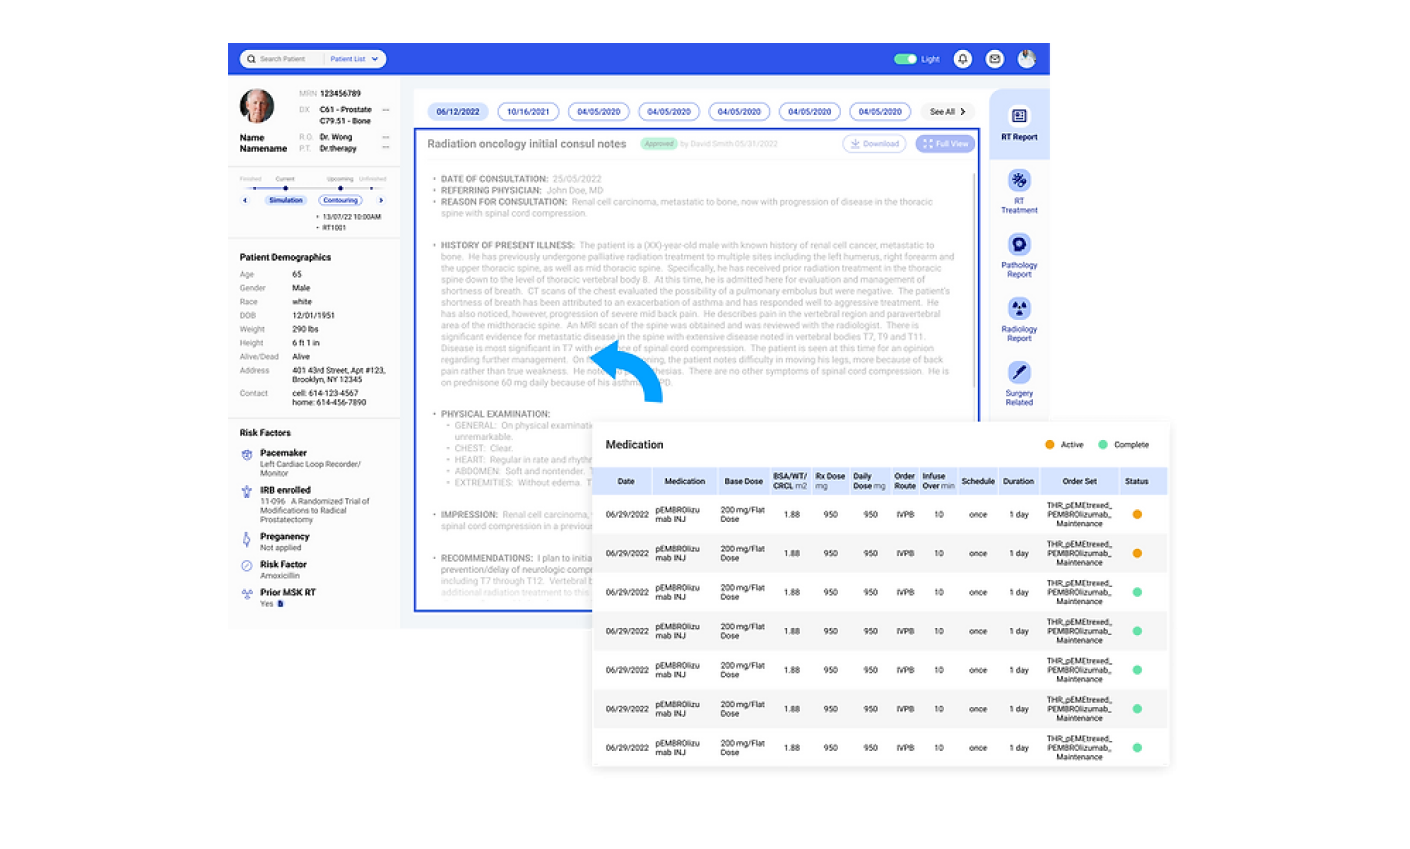 Search Patient
Patient List
Light
MRN 123456789
DX C61 - Prostate
C79.51 - Bone
R.O. Dr. Wong
P.T. Dr.therapy
Name
Namename
Finished Current Upcoming Unfinished
Simulation Contouring
• 13/07/22 10:00AM
• RT1001
Patient Demographics
Age 65
Gender Male
Race white
DOB 12/01/1951
Weight 290 lbs
Height 6 ft 1 in
Alive/Dead Alive
Address 401 43rd Street, Apt #123,
Brooklyn, NY 12345
Contact cell: 614-123-4567
home: 614-456-7890
Risk Factors
Pacemaker
Left Cardiac Loop Recorder/
Monitor
IRB enrolled
11-096 A Randomized Trial of
Modifications to Radical
Prostatectomy
Preganency
Not applied
Risk Factor
Amoxicillin
Prior MSK RT
Yes
06/12/2022 10/16/2021 04/05/2020 04/05/2020 04/05/2020 04/05/2020 04/05/2020 See All
Radiation oncology initial consul notes Approved by David Smith 05/31/2022 Download Full View
• DATE OF CONSULTATION: 25/05/2022
• REFERRING PHYSICIAN: John Doe, MD
• REASON FOR CONSULTATION: Renal cell carcinoma, metastatic to bone, now with progression of disease in the thoracic
spine with spinal cord compression.
• HISTORY OF PRESENT ILLNESS: The patient is a (XX)-year-old male with known history of renal cell cancer, metastatic to
bone. He has previously undergone palliative radiation treatment to multiple sites including the left humerus, right forearm and
the upper thoracic spine, as well as mid thoracic spine. Specifically, he has received prior radiation treatment in the thoracic
spine down to the level of thoracic vertebral body 8. At this time, he is admitted here for evaluation and management of
shortness of breath. CT scans of the chest evaluated the possibility of a pulmonary embolus but were negative. The patient's
shortness of breath has been attributed to an exacerbation of asthma and has responded well to aggressive treatment. He
has also noticed, however, progression of severe mid back pain. He describes pain in the vertebral region and paravertebral
area of the midthoracic spine. An MRI scan of the spine was obtained and was reviewed with the radiologist. There is
significant evidence for metastatic disease in the spine with extensive disease noted in vertebral bodies T7, T9 and T11.
Disease is most significant in T7 with of spinal cord compression. The patient is seen at this time for an opinion
regarding further management. On the patient notes difficulty in moving his legs, more because of back
pain rather than true weakness. He There are no other symptoms of spinal cord compression. He is
on prednisone 60 mg daily because of his
• PHYSICAL EXAMINATION:
• GENERAL: On physical
unremarkable.
• CHEST: Clear.
• HEART: Regular in rate and
• ABDOMEN: Soft and nontender.
• EXTREMITIES: Without edema.
• IMPRESSION: Renal cell carcinoma,
spinal cord compression in a
• RECOMMENDATIONS: I plan to
prevention/delay of neurologic
including T7 through T12. Vertebral
additional radiation treatment to this
RT Report
RT
Treatment
Pathology
Report
Radiology
Report
Surgery
Related
Medication Active Complete
Date Medication Base Dose BSA/WT/ CRCL m2 Rx Dose mg Daily Dose mg Order Route Infuse Over min Schedule Duration Order Set Status
06/29/2022 pEMBROlizu mab INJ 200 mg/Flat Dose 1.88 950 950 IVPB 10 once 1 day THR_pEMEtrexed_ PEMBROlizumab_ Maintenance
06/29/2022 pEMBROlizu mab INJ 200 mg/Flat Dose 1.88 950 950 IVPB 10 once 1 day THR_pEMEtrexed_ PEMBROlizumab_ Maintenance
06/29/2022 pEMBROlizu mab INJ 200 mg/Flat Dose 1.88 950 950 IVPB 10 once 1 day THR_pEMEtrexed_ PEMBROlizumab_ Maintenance
06/29/2022 pEMBROlizu mab INJ 200 mg/Flat Dose 1.88 950 950 IVPB 10 once 1 day THR_pEMEtrexed_ PEMBROlizumab_ Maintenance
06/29/2022 pEMBROlizu mab INJ 200 mg/Flat Dose 1.88 950 950 IVPB 10 once 1 day THR_pEMEtrexed_ PEMBROlizumab_ Maintenance
06/29/2022 pEMBROlizu mab INJ 200 mg/Flat Dose 1.88 950 950 IVPB 10 once 1 day THR_pEMEtrexed_ PEMBROlizumab_ Maintenance
06/29/2022 pEMBROlizu mab INJ 200 mg/Flat Dose 1.88 950 950 IVPB 10 once 1 day THR_pEMEtrexed_ PEMBROlizumab_ Maintenance